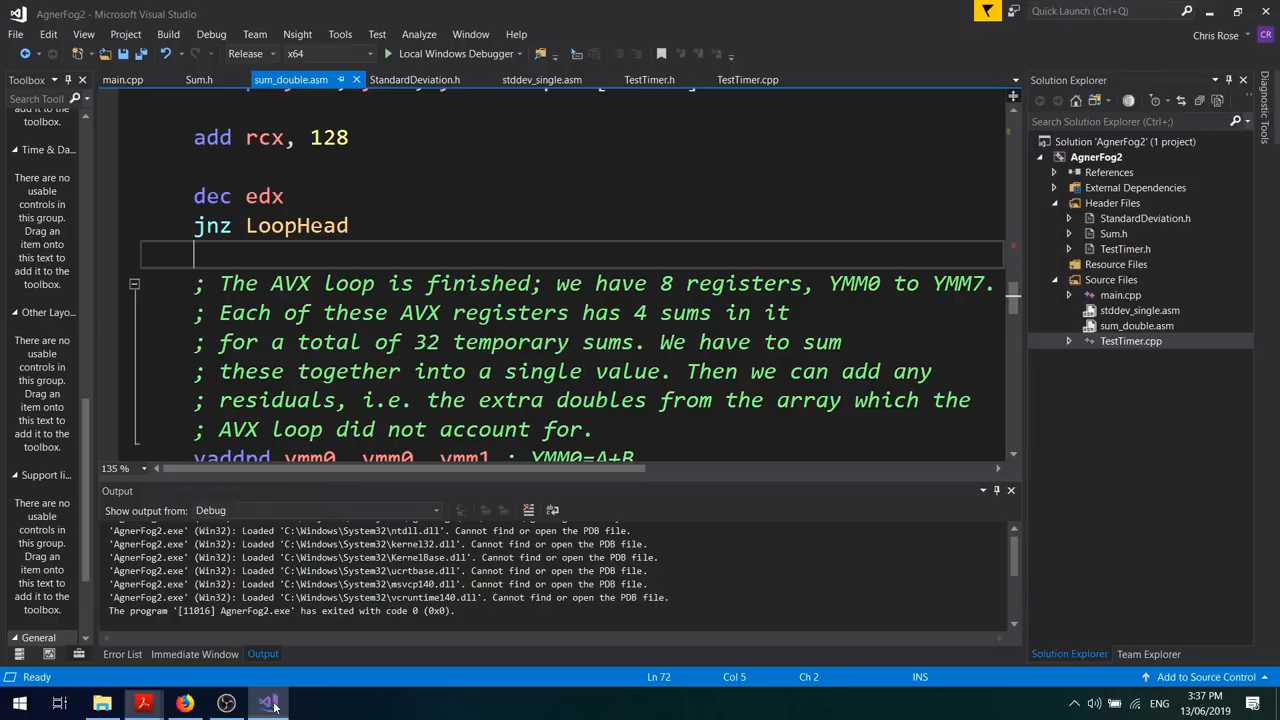 AgnerFog2 - Microsoft Visual Studio
Quick Launch (Ctrl+Q)
File Edit View Project Build Debug Team Nsight Tools Test Analyze Window Help
Chris Rose CR
Release x64 Local Windows Debugger
Toolbox
main.cpp Sum.h sum_double.asm StandardDeviation.h stddev_single.asm TestTimer.h TestTimer.cpp
Search Toolbox
add it to the
toolbox.
Time & Da...
There are no
usable
controls in
this group.
Drag an
item onto
this text to
add it to the
toolbox.
Other Layo...
There are no
usable
controls in
this group.
Drag an
item onto
this text to
add it to the
toolbox.
Support li...
There are no
usable
controls in
this group.
Drag an
item onto
this text to
add it to the
toolbox.
General
add rcx, 128
dec edx
jnz LoopHead
; The AVX loop is finished; we have 8 registers, YMM0 to YMM7.
; Each of these AVX registers has 4 sums in it
; for a total of 32 temporary sums. We have to sum
; these together into a single value. Then we can add any
; residuals, i.e. the extra doubles from the array which the
; AVX loop did not account for.
vaddpd ymm0, ymm0, ymm1 ; YMM0=A+B
135 %
Output
Show output from: Debug
'AgnerFog2.exe' (Win32): Loaded 'C:\Windows\System32\ntdll.dll'. Cannot find or open the PDB file.
'AgnerFog2.exe' (Win32): Loaded 'C:\Windows\System32\kernel32.dll'. Cannot find or open the PDB file.
'AgnerFog2.exe' (Win32): Loaded 'C:\Windows\System32\KernelBase.dll'. Cannot find or open the PDB file.
'AgnerFog2.exe' (Win32): Loaded 'C:\Windows\System32\ucrtbase.dll'. Cannot find or open the PDB file.
'AgnerFog2.exe' (Win32): Loaded 'C:\Windows\System32\msvcp140.dll'. Cannot find or open the PDB file.
'AgnerFog2.exe' (Win32): Loaded 'C:\Windows\System32\vcruntime140.dll'. Cannot find or open the PDB file.
The program '[11016] AgnerFog2.exe' has exited with code 0 (0x0).
Error List Immediate Window Output
Solution Explorer
Search Solution Explorer (Ctrl+;)
Solution 'AgnerFog2' (1 project)
AgnerFog2
References
External Dependencies
Header Files
StandardDeviation.h
Sum.h
TestTimer.h
Resource Files
Source Files
main.cpp
stddev_single.asm
sum_double.asm
TestTimer.cpp
Solution Explorer Team Explorer
Diagnostic Tools
Ready Ln 72 Col 5 Ch 2 INS Add to Source Control
ENG 3:37 PM
13/06/2019